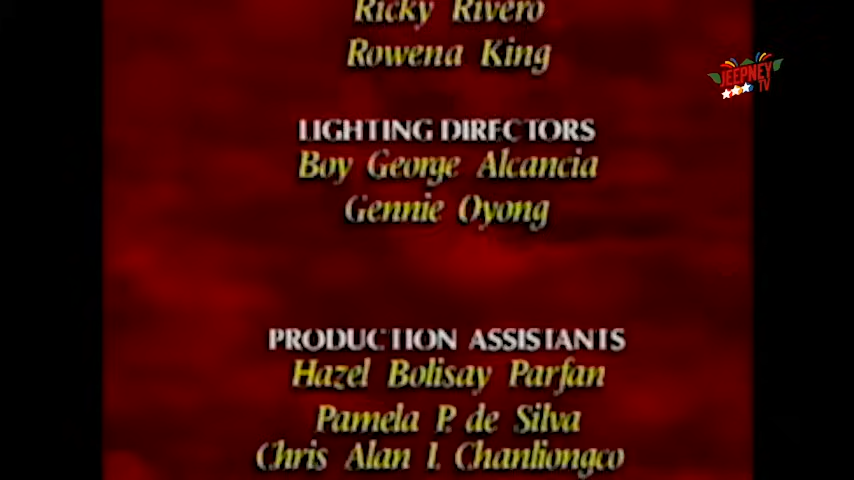 Ricky Rivero
Rowena King
JEEPNEY
TV
LIGHTING DIRECTORS
Boy George Alcancia
Gennie Oyong
PRODUCTION ASSISTANTS
Hazel Bolisay Parfan
Pamela P. de Silva
Chris Alan I. Chanliongco